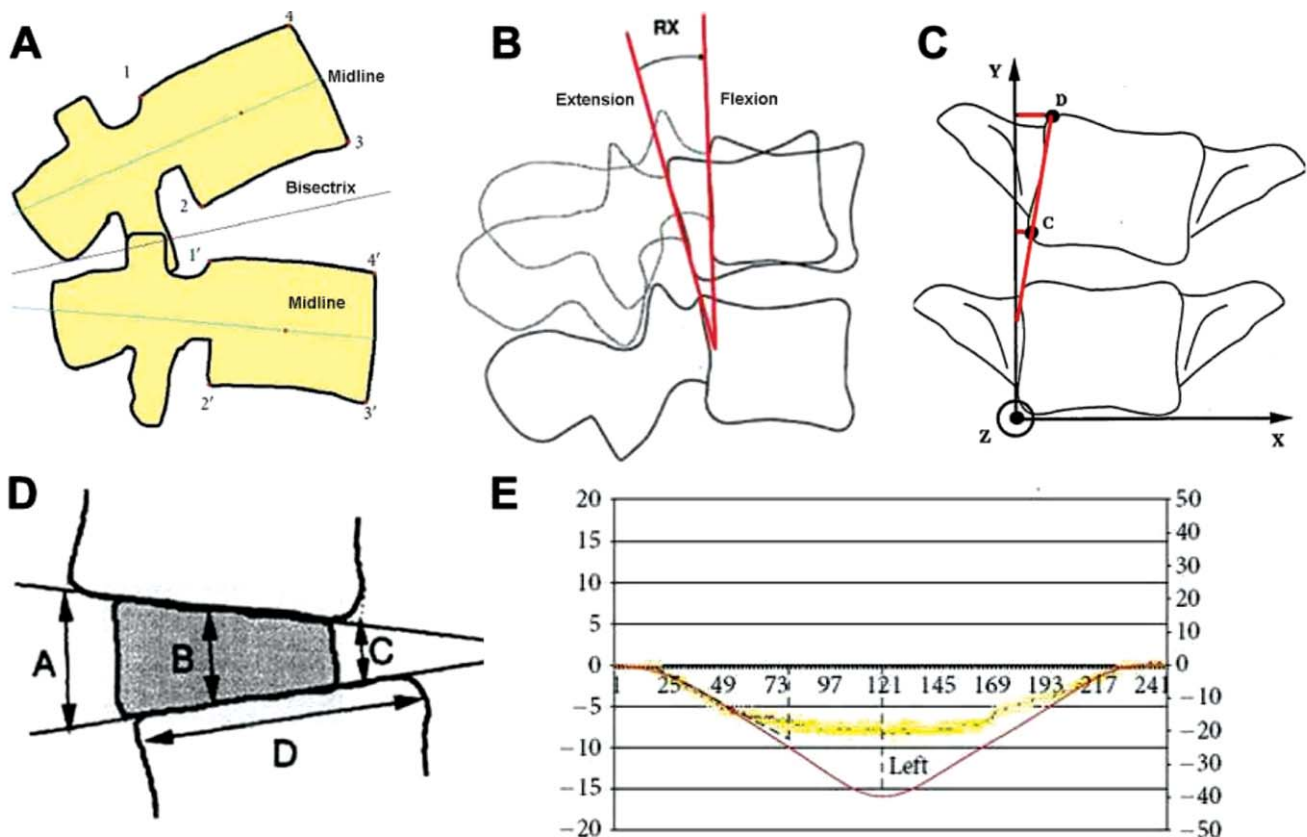 A
4
1
Midline
3
Bisectrix
2
1′
4′
Midline
2′
3′
B
RX
Extension
Flexion
C
Y
D
C
Z
X
D
A
B
C
D
E
20
15
10
5
0
−5
−10
−15
−20
1 25 49 73 97 121 145 169 193 217 241
Left
50
40
30
20
10
0
−10
−20
−30
−40
−50